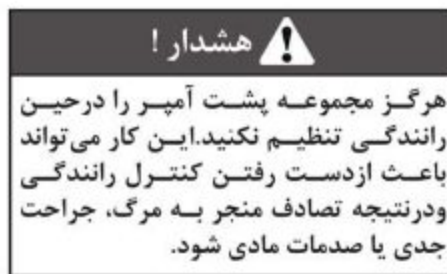 هشدار !
هرگز مجموعه پشت آمپر را درحین
رانندگی تنظیم نکنید.این کار می‌تواند
باعث ازدست رفتن کنترل رانندگی
ودرنتیجه تصادف منجر به مرگ، جراحت
جدی یا صدمات مادی شود.